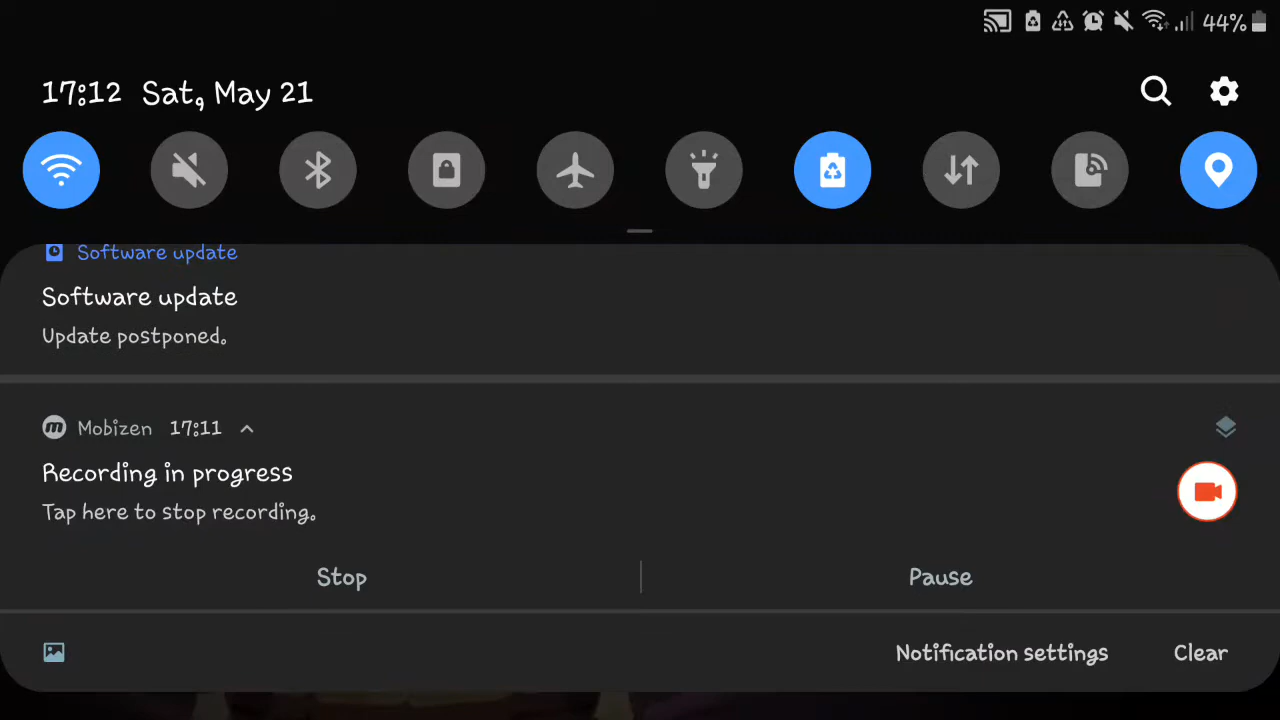 44%
17:12 Sat, May 21
Software update
Software update
Update postponed.
Mobizen 17:11
Recording in progress
Tap here to stop recording.
Stop Pause
Notification settings Clear